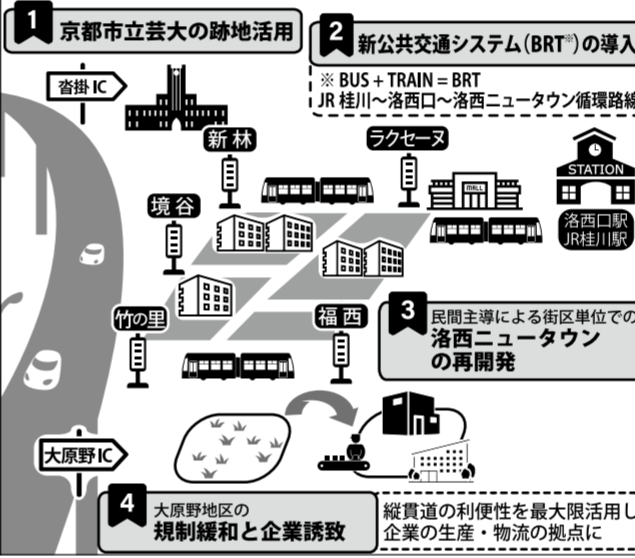 1
京都市立芸大の跡地活用
2
新公共交通システム(BRT※)の導入
※ BUS + TRAIN = BRT
JR 桂川～洛西口～洛西ニュータウン循環路線
沓掛 IC
新林
ラクセーヌ
MALL
STATION
洛西口駅
JR桂川駅
境谷
竹の里
福西
3
民間主導による街区単位での
洛西ニュータウン
の再開発
大原野 IC
4
大原野地区の
規制緩和と企業誘致
縦貫道の利便性を最大限活用し
企業の生産・物流の拠点に